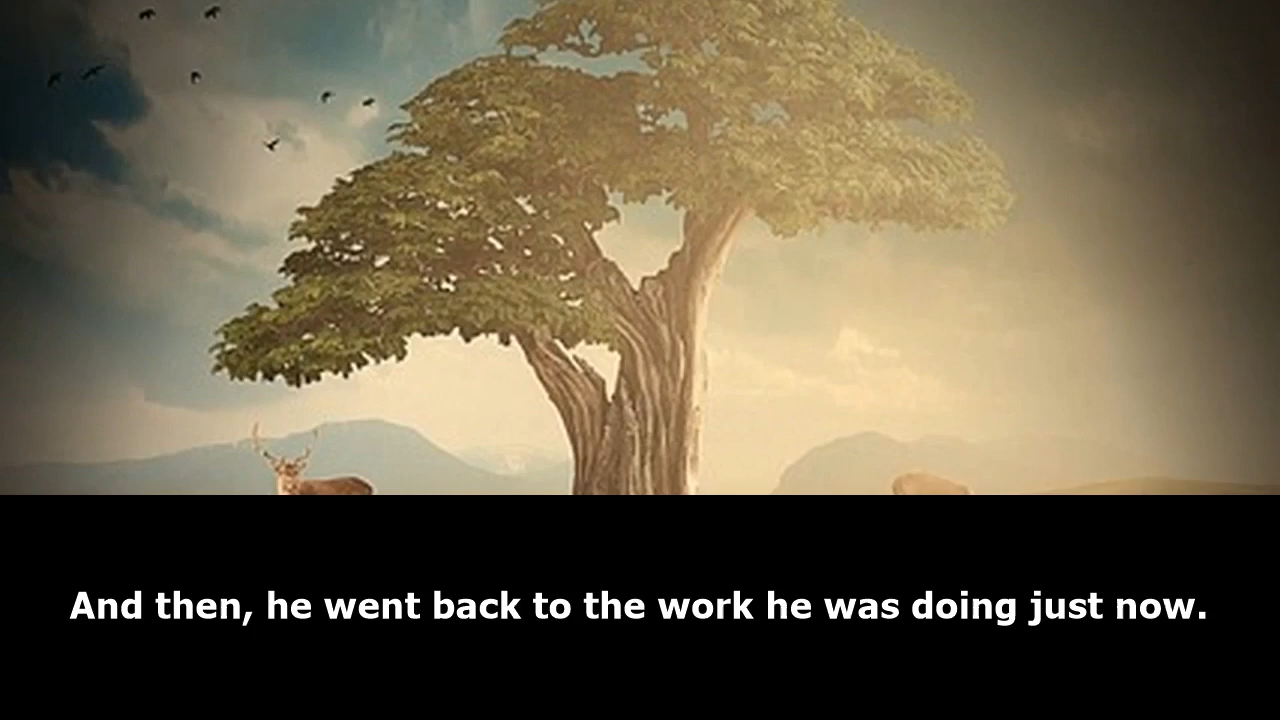 And then, he went back to the work he was doing just now.